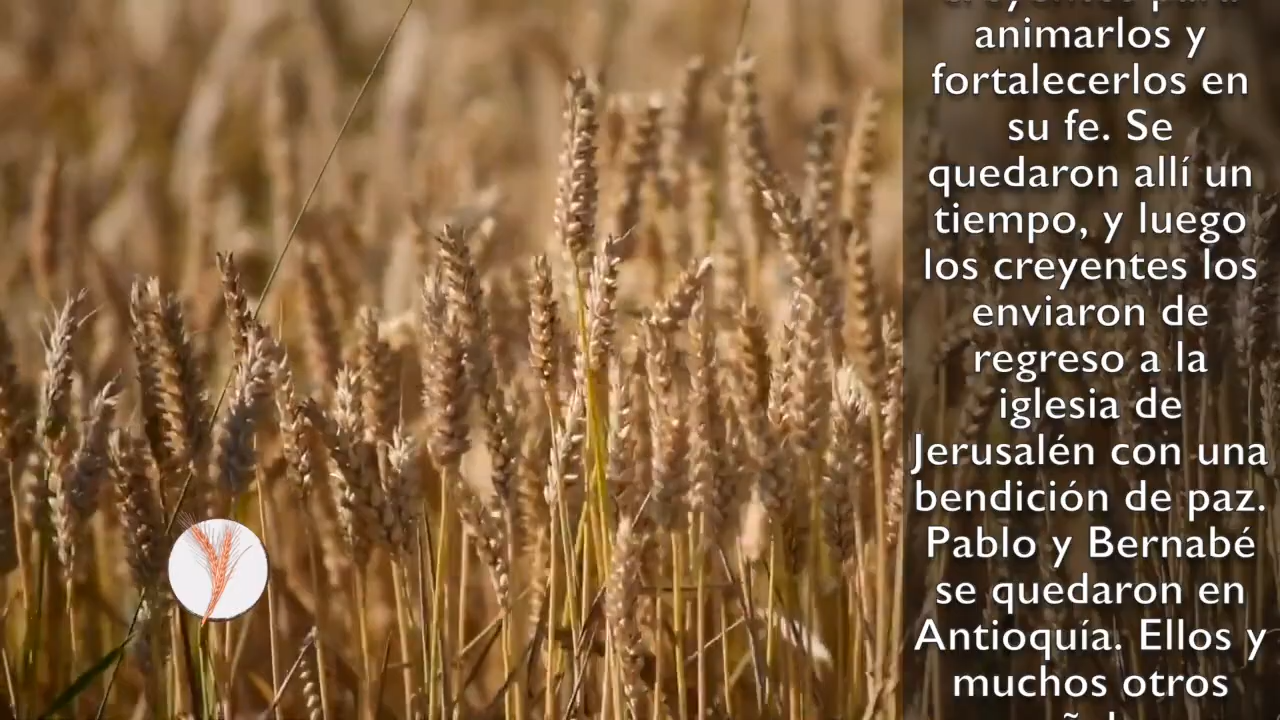 animarlos y
fortalecerlos en
su fe. Se
quedaron allí un
tiempo, y luego
los creyentes los
enviaron de
regreso a la
iglesia de
Jerusalén con una
bendición de paz.
Pablo y Bernabé
se quedaron en
Antioquía. Ellos y
muchos otros